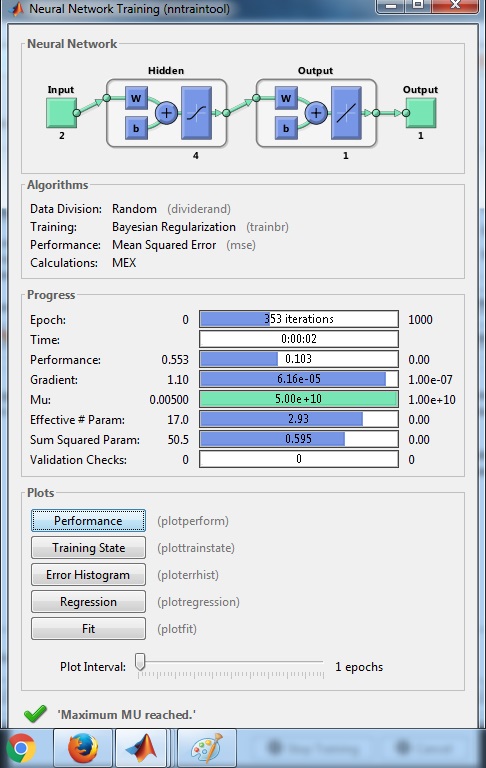 Neural Network Training (nntraintool)
Neural Network
Hidden
Output
Input
W
b
+
W
b
+
Output
2
4
1
1
Algorithms
Data Division: Random (dividerand)
Training: Bayesian Regularization (trainbr)
Performance: Mean Squared Error (mse)
Calculations: MEX
Progress
Epoch: 0 353 iterations 1000
Time: 0:00:02
Performance: 0.553 0.103 0.00
Gradient: 1.10 6.16e-05 1.00e-07
Mu: 0.00500 5.00e+10 1.00e+10
Effective # Param: 17.0 2.93 0.00
Sum Squared Param: 50.5 0.595 0.00
Validation Checks: 0 0 0
Plots
Performance (plotperform)
Training State (plottrainstate)
Error Histogram (ploterrhist)
Regression (plotregression)
Fit (plotfit)
Plot Interval: 1 epochs
'Maximum MU reached.'
Stop Training Cancel